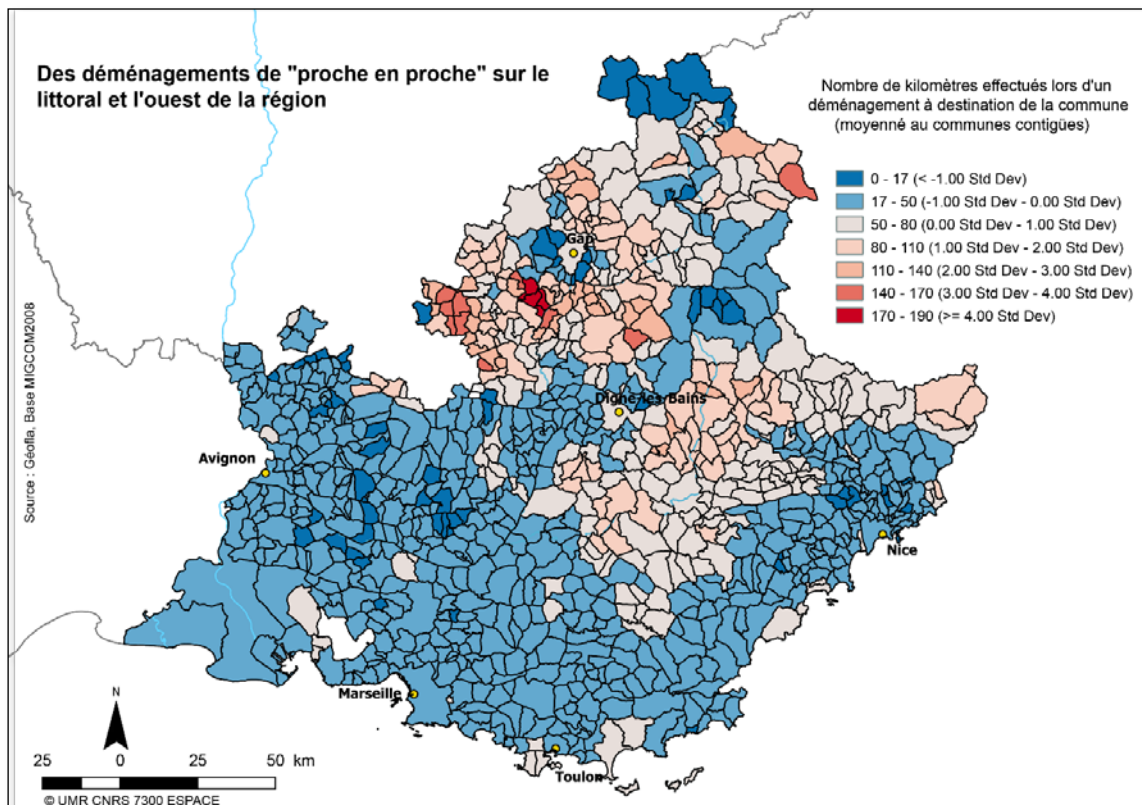 Des déménagements de "proche en proche" sur le
littoral et l'ouest de la région
Nombre de kilomètres effectués lors d'un
déménagement à destination de la commune
(moyenné au communes contigües)
0 - 17 (< -1.00 Std Dev)
17 - 50 (-1.00 Std Dev - 0.00 Std Dev)
50 - 80 (0.00 Std Dev - 1.00 Std Dev)
80 - 110 (1.00 Std Dev - 2.00 Std Dev)
110 - 140 (2.00 Std Dev - 3.00 Std Dev)
140 - 170 (3.00 Std Dev - 4.00 Std Dev)
170 - 190 (>= 4.00 Std Dev)
Gap
Digne-les-Bains
Avignon
Nice
Marseille
Toulon
Source : Géofla, Base MIGCOM2008
N
25 0 25 50 km
© UMR CNRS 7300 ESPACE